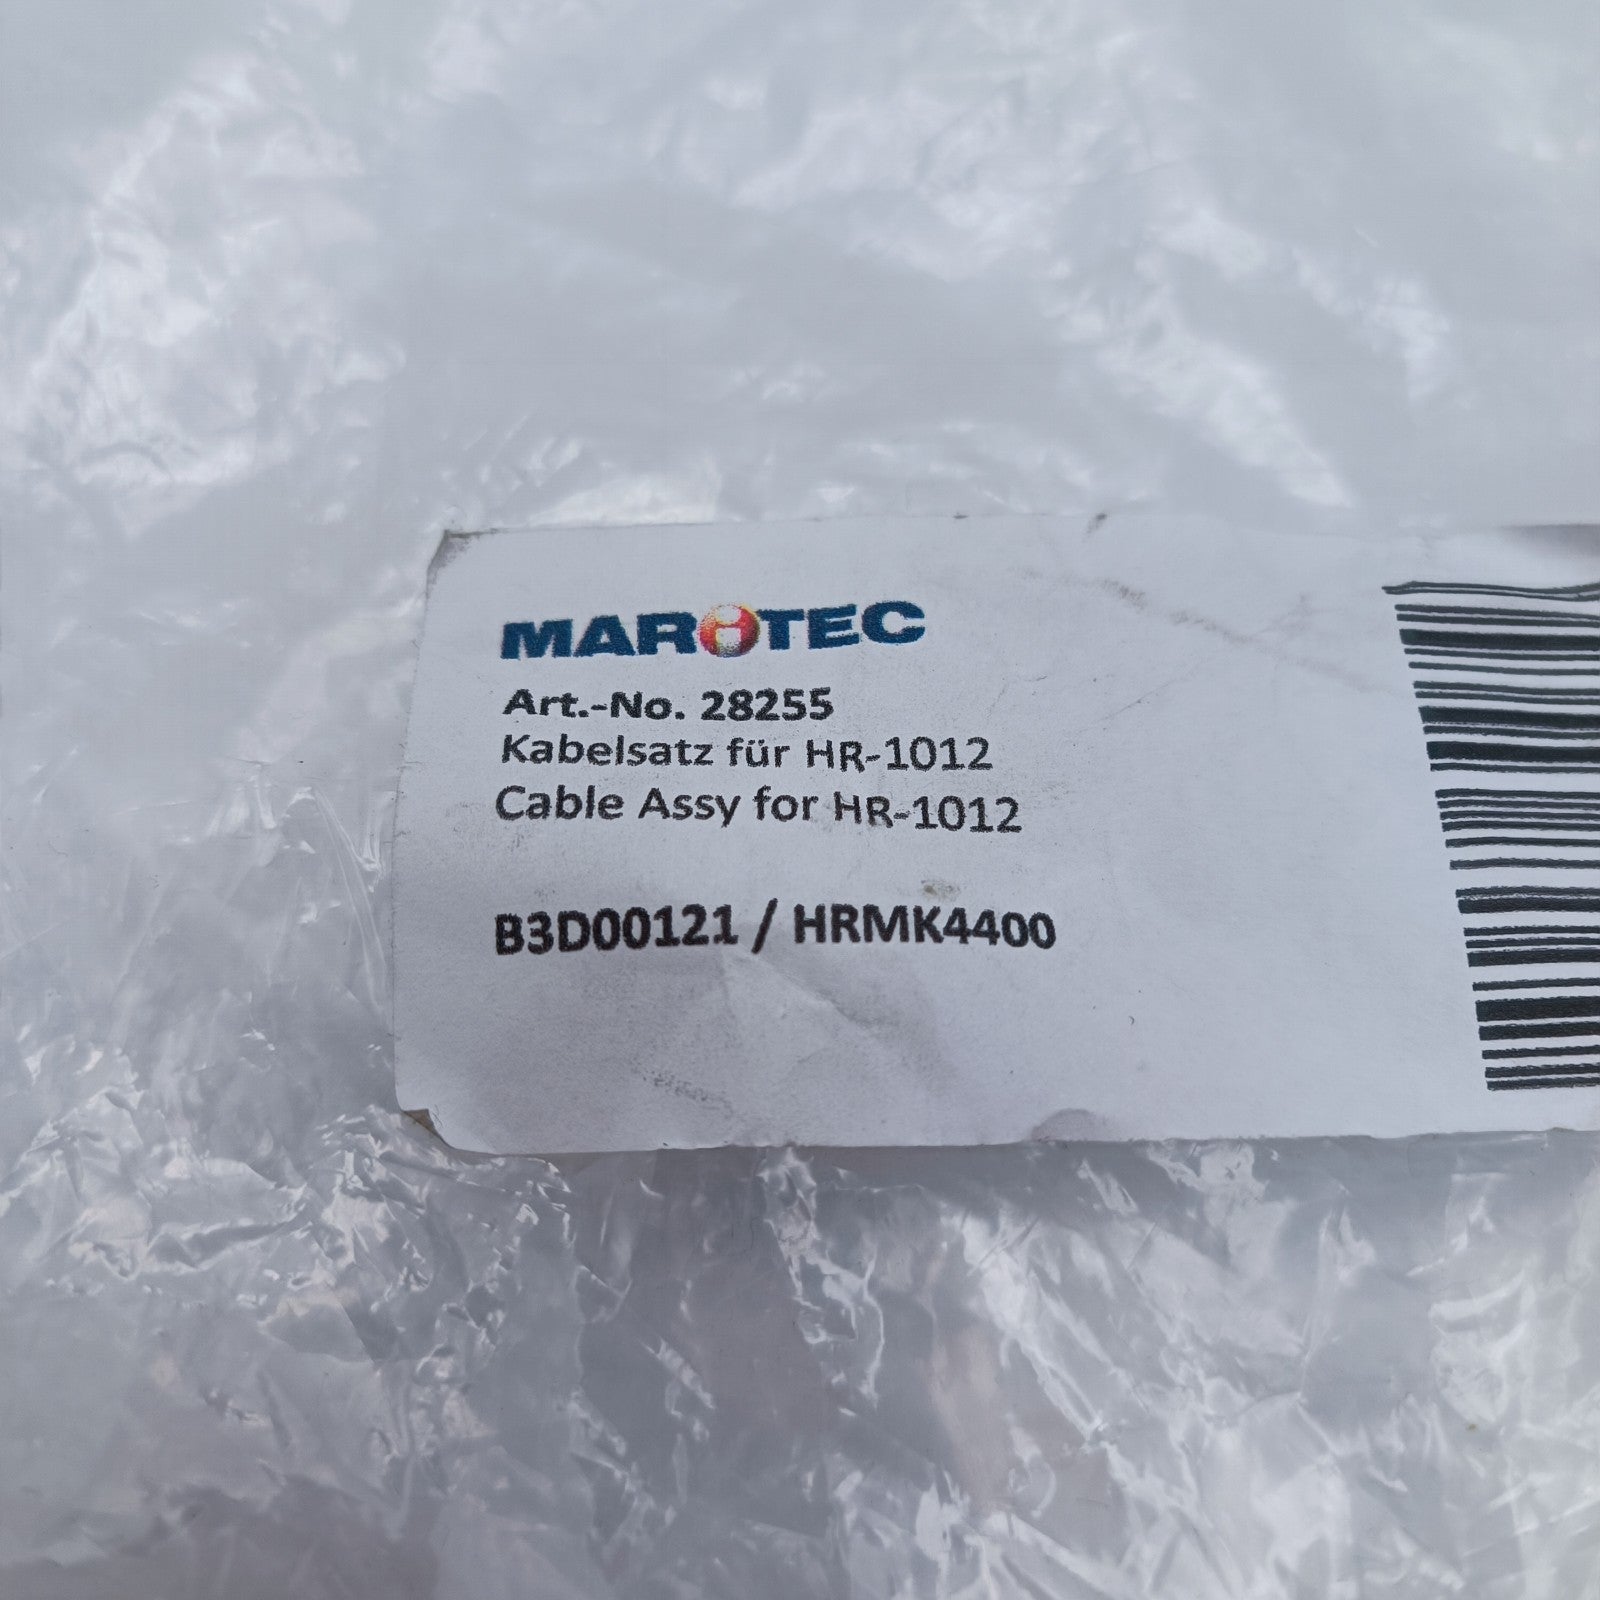 MAROTEC
Art.-No. 28255
Kabelsatz für HR-1012
Cable Assy for HR-1012
B3D00121 / HRMK4400